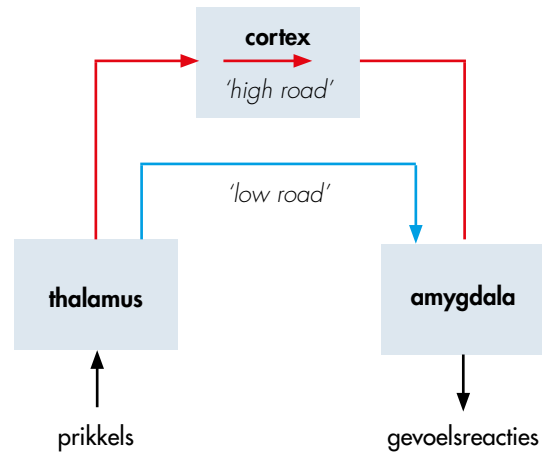 cortex
‘high road’
‘low road’
thalamus
amygdala
prikkels
gevoelsreacties